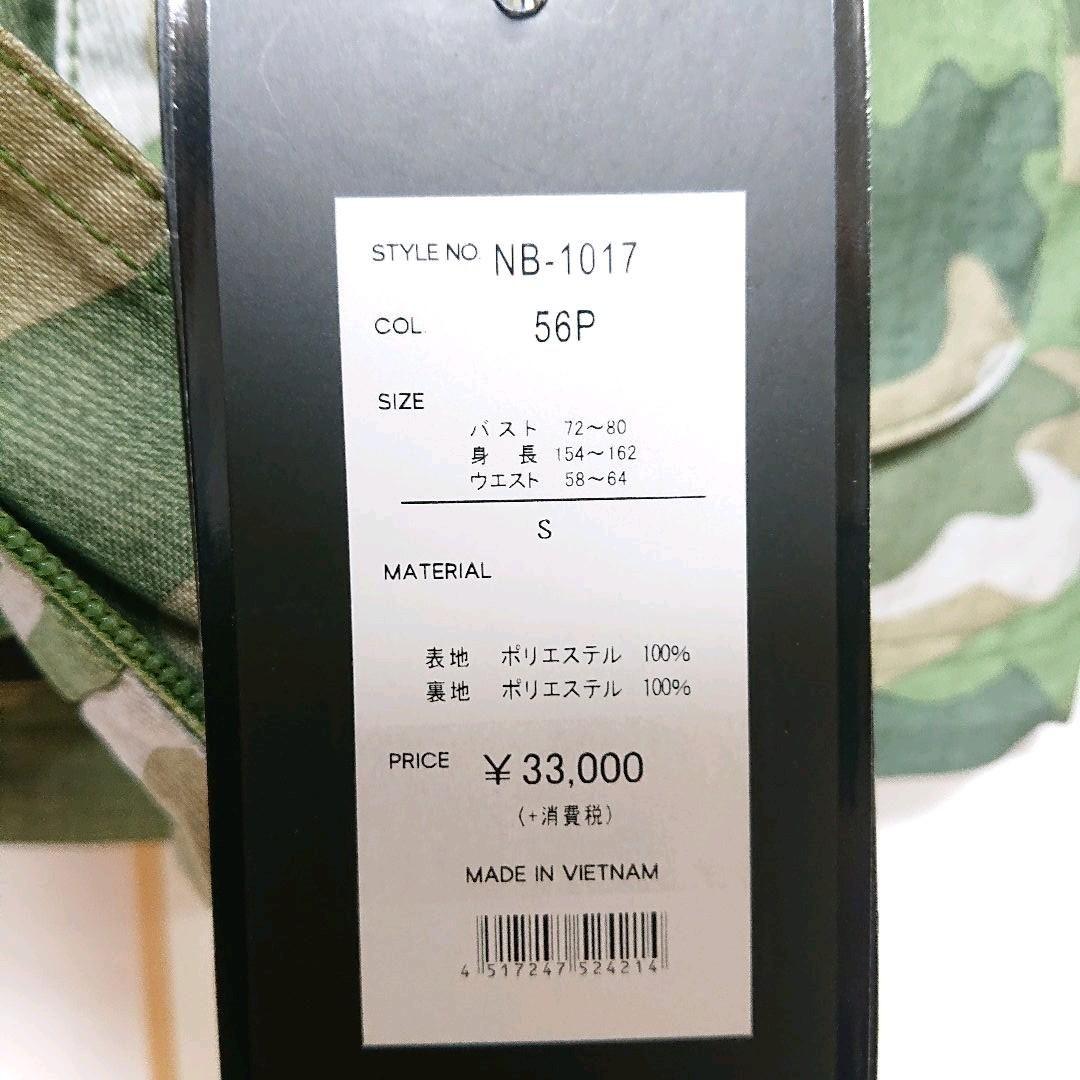 STYLE NO. NB-1017
COL. 56P
SIZE
バスト 72～80
身長 154～162
ウエスト 58～64
S
MATERIAL
表地 ポリエステル 100%
裏地 ポリエステル 100%
PRICE ¥33,000
(+消費税)
MADE IN VIETNAM
4 517247 524214